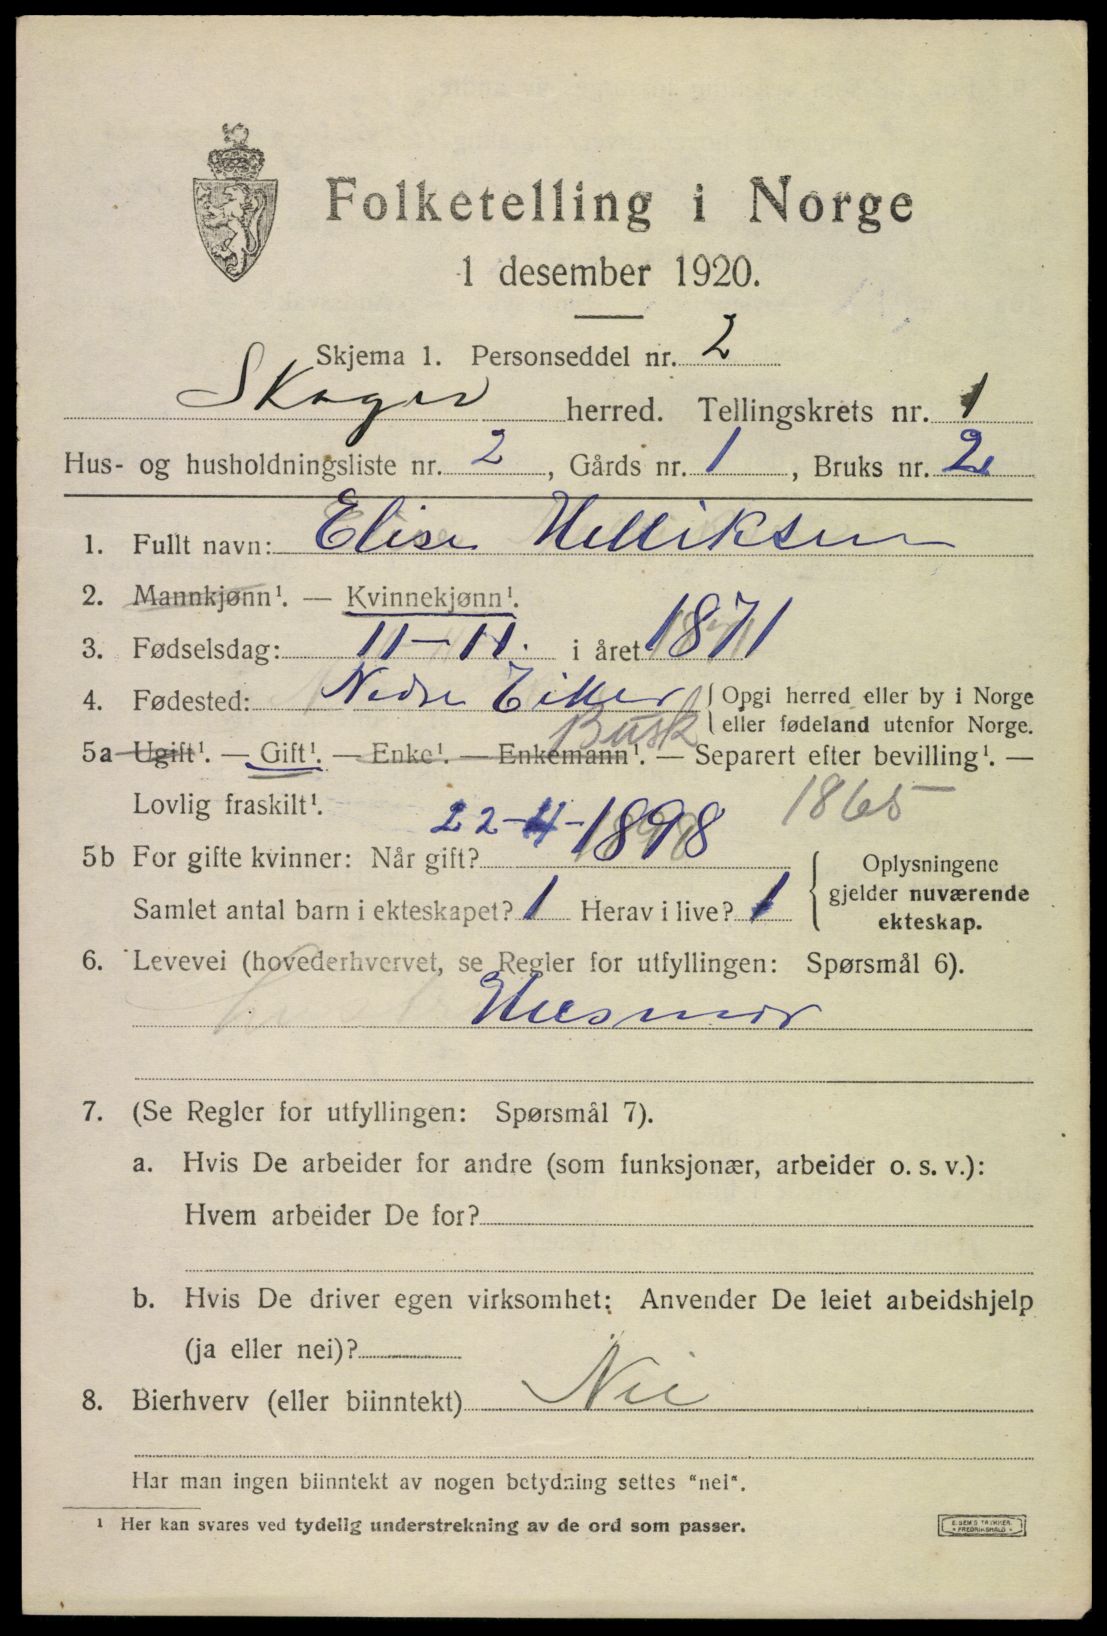 Folketelling i Norge
1 desember 1920.
Skjema 1. Personseddel nr. 2
Skoger herred. Tellingskrets nr. 1
Hus- og husholdningsliste nr. 2, Gårds nr. 1, Bruks nr. 2
1. Fullt navn: Elise Helliksen
2. Mannkjønn¹. — Kvinnekjønn¹.
3. Fødselsdag: 11-11. i året 1871
4. Fødested: Nedre Eiker { Opgi herred eller by i Norge
Busk { eller fødeland utenfor Norge.
5a Ugift¹. — Gift¹. — Enke¹. — Enkemann¹. — Separert efter bevilling¹. —
Lovlig fraskilt¹. 1865
5b For gifte kvinner: Når gift? 22-4-1898
Samlet antal barn i ekteskapet? 1 Herav i live? 1
{ Oplysningene
gjelder nuværende
ekteskap.
6. Levevei (hovederhvervet, se Regler for utfyllingen: Spørsmål 6).
Husmor
7. (Se Regler for utfyllingen: Spørsmål 7).
a. Hvis De arbeider for andre (som funksjonær, arbeider o. s. v.):
Hvem arbeider De for?
b. Hvis De driver egen virksomhet: Anvender De leiet arbeidshjelp
(ja eller nei)?
8. Bierhverv (eller biinntekt) Nei
Har man ingen biinntekt av nogen betydning settes "nei".
¹ Her kan svares ved tydelig understrekning av de ord som passer.
E. SEMS TRYKKERI
• FREDRIKSHALD •